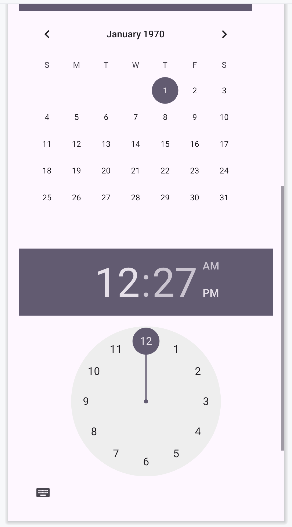 January 1970
S M T W T F S
1 2 3
4 5 6 7 8 9 10
11 12 13 14 15 16 17
18 19 20 21 22 23 24
25 26 27 28 29 30 31
12:27 AM
PM
12
11 1
10 2
9 3
8 4
7 5
6